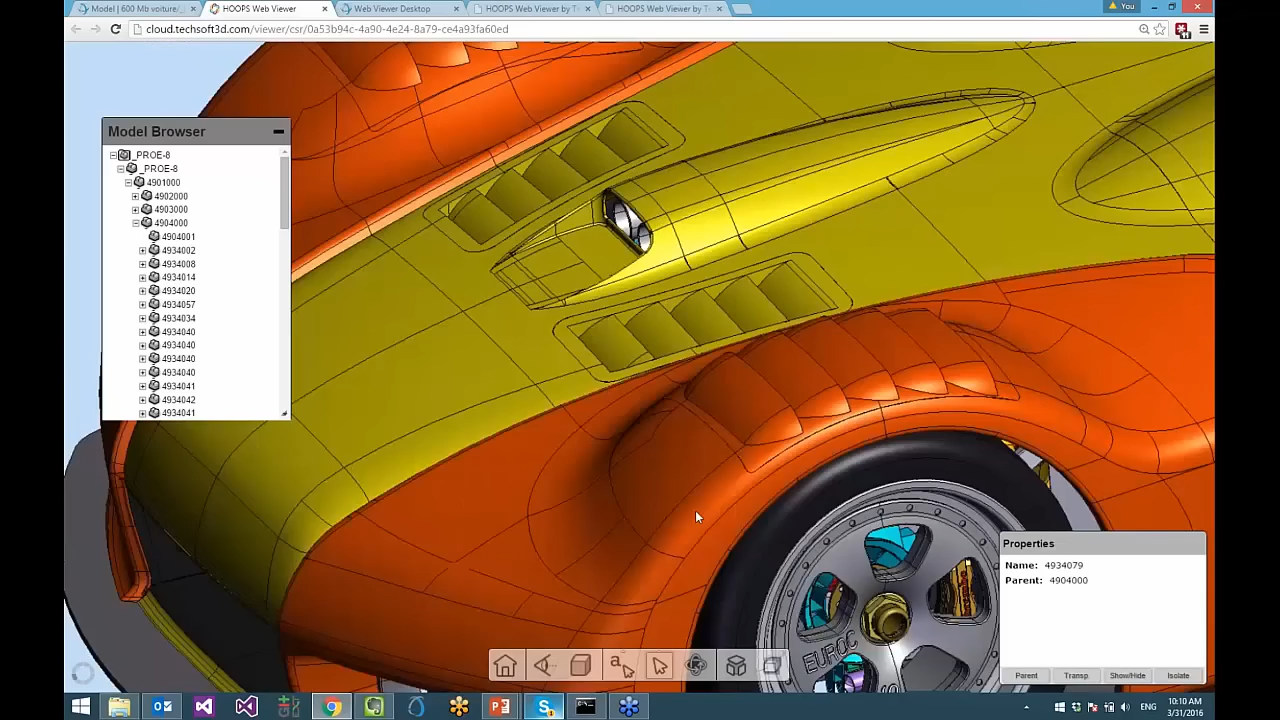 Model | 600 Mb voiture/
HOOPS Web Viewer
Web Viewer Desktop
HOOPS Web Viewer by Te
HOOPS Web Viewer by Te
You
cloud.techsoft3d.com/viewer/csr/0a53b94c-4a90-4e24-8a79-ce4a93fa60ed
Model Browser
_PROE-8
_PROE-8
4901000
4902000
4903000
4904000
4904001
4934002
4934008
4934014
4934020
4934057
4934034
4934040
4934040
4934040
4934040
4934041
4934042
4934041
EUROC
Properties
Name: 4934079
Parent: 4904000
Parent
Transp.
Show/Hide
Isolate
ENG
10:10 AM
3/31/2016